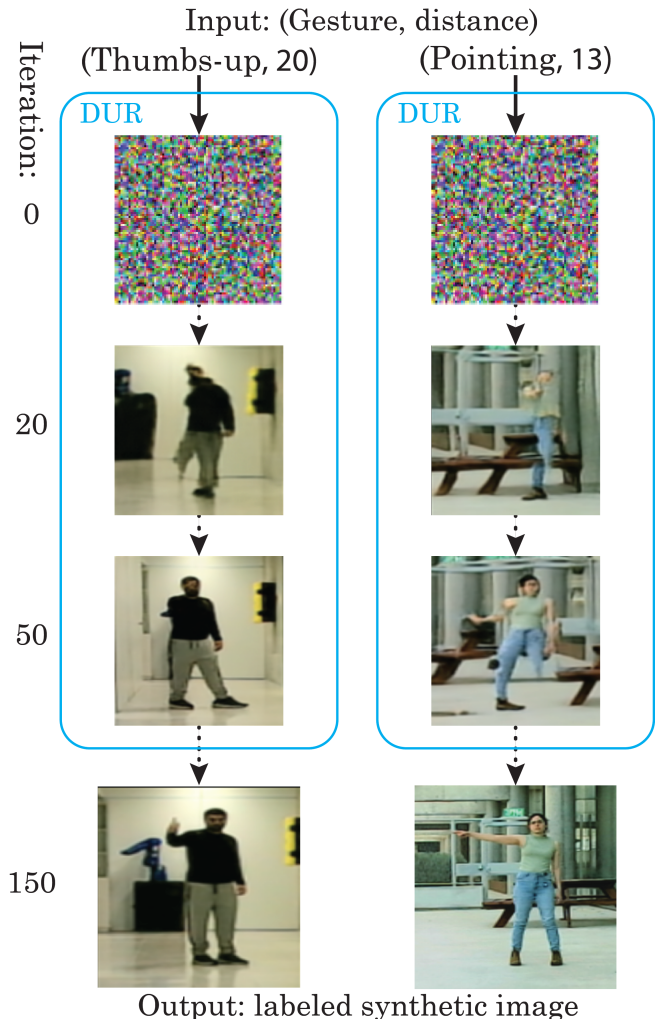 Input: (Gesture, distance)
(Thumbs-up, 20) (Pointing, 13)
Iteration:
DUR DUR
0
20
50
150
Output: labeled synthetic image